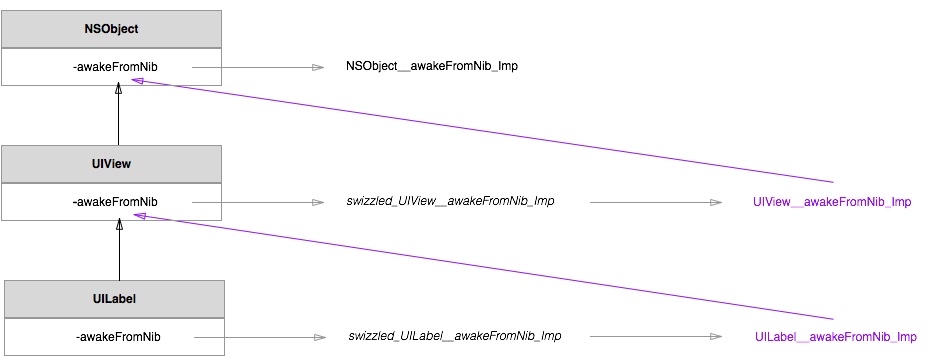 NSObject
-awakeFromNib
NSObject__awakeFromNib_Imp
UIView
-awakeFromNib
swizzled_UIView__awakeFromNib_Imp
UIView__awakeFromNib_Imp
UILabel
-awakeFromNib
swizzled_UILabel__awakeFromNib_Imp
UILabel__awakeFromNib_Imp